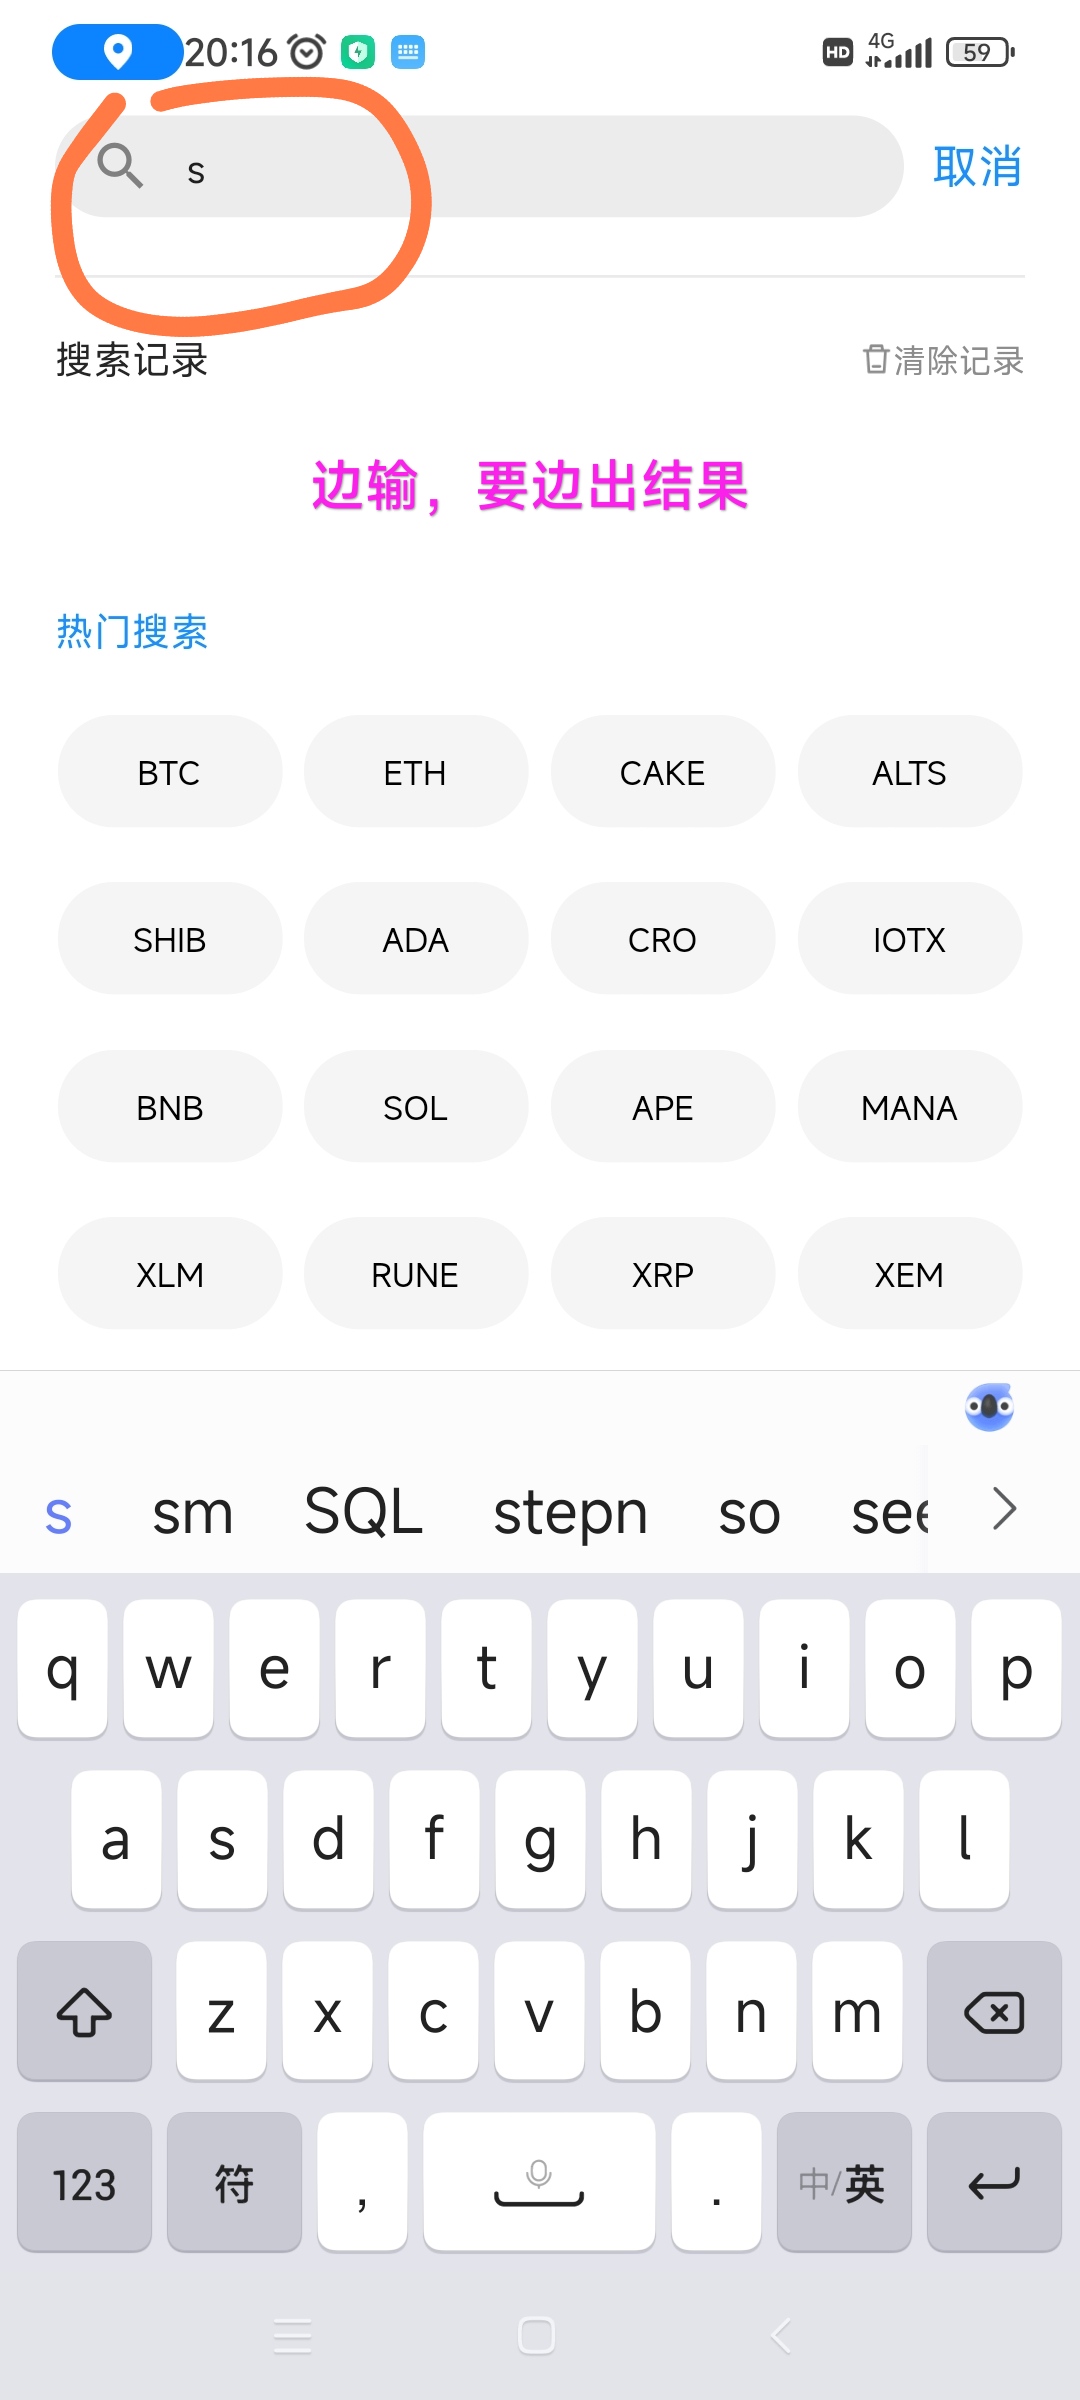 20:16 HD 4G 59
s 取消
搜索记录 清除记录
边输，要边出结果
热门搜索
BTC ETH CAKE ALTS
SHIB ADA CRO IOTX
BNB SOL APE MANA
XLM RUNE XRP XEM
s sm SQL stepn so see
q w e r t y u i o p
a s d f g h j k l
z x c v b n m
123 符 , . 中/英